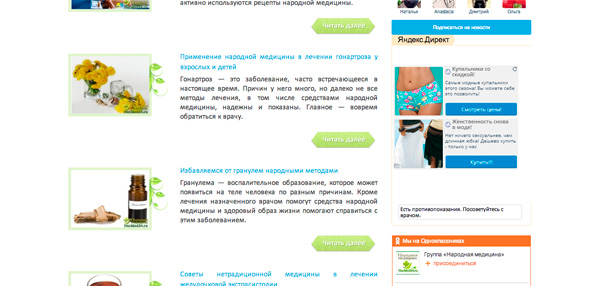 активно используются рецепты народной медицины.
Читать далее
Применение народной медицины в лечении гонартроза у
взрослых и детей
Гонартроз — это заболевание, часто встречающееся в
настоящее время. Причин у него много, но далеко не все
методы лечения, в том числе средствами народной
медицины, надежны и показаны. Главное — вовремя
обратиться к врачу.
Читать далее
Избавляемся от гранулем народными методами
Гранулема — воспалительное образование, которое может
появиться на теле человека по разным причинам. Кроме
лечения назначенного врачом помогут средства народной
медицины и здоровый образ жизни помогают справиться с
этим заболеванием.
Читать далее
Советы нетрадиционной медицины в лечении
желудочковой экстрасистолии
Наталья Anastacia Дмитрий Ольга
Подписаться на новости
Яндекс.Директ
Купальники со
скидкой!
Самые модные купальники
этого сезона! Вы можете себе
это позволить!
Смотреть цены!
Женственность снова
в моде!
Нет ничего сексуальнее, чем
длинная юбка! Дешево купить
- только у нас
Купить!!!
Есть противопоказания. Посоветуйтесь с
врачом.
Мы на Одноклассниках
Группа «Народная медицина»
+ присоединиться